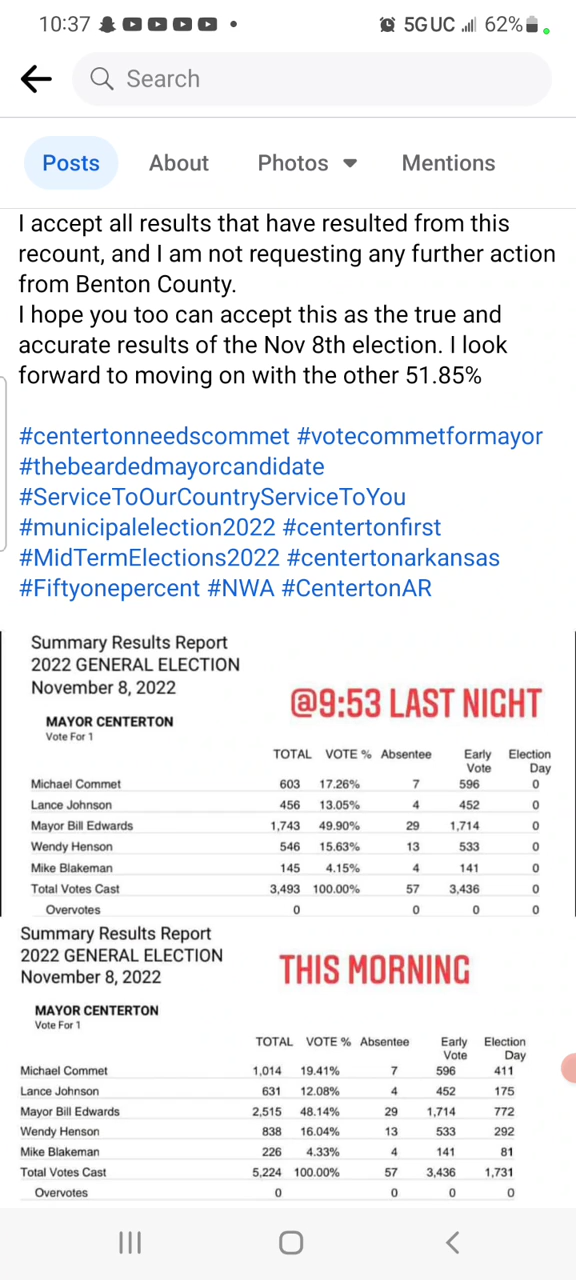 10:37 5G UC 62%
Search
Posts About Photos Mentions
I accept all results that have resulted from this
recount, and I am not requesting any further action
from Benton County.
I hope you too can accept this as the true and
accurate results of the Nov 8th election. I look
forward to moving on with the other 51.85%
#centertonneedscommet #votecommetformayor
#thebeardedmayorcandidate
#ServiceToOurCountryServiceToYou
#municipalelection2022 #centertonfirst
#MidTermElections2022 #centertonarkansas
#Fiftyonepercent #NWA #CentertonAR
Summary Results Report
2022 GENERAL ELECTION
November 8, 2022
@9:53 LAST NIGHT
MAYOR CENTERTON
Vote For 1
TOTAL VOTE % Absentee Early Election
Vote Day
Michael Commet 603 17.26% 7 596 0
Lance Johnson 456 13.05% 4 452 0
Mayor Bill Edwards 1,743 49.90% 29 1,714 0
Wendy Henson 546 15.63% 13 533 0
Mike Blakeman 145 4.15% 4 141 0
Total Votes Cast 3,493 100.00% 57 3,436 0
Overvotes 0 0 0 0
Summary Results Report
2022 GENERAL ELECTION
November 8, 2022
THIS MORNING
MAYOR CENTERTON
Vote For 1
TOTAL VOTE % Absentee Early Election
Vote Day
Michael Commet 1,014 19.41% 7 596 411
Lance Johnson 631 12.08% 4 452 175
Mayor Bill Edwards 2,515 48.14% 29 1,714 772
Wendy Henson 838 16.04% 13 533 292
Mike Blakeman 226 4.33% 4 141 81
Total Votes Cast 5,224 100.00% 57 3,436 1,731
Overvotes 0 0 0 0